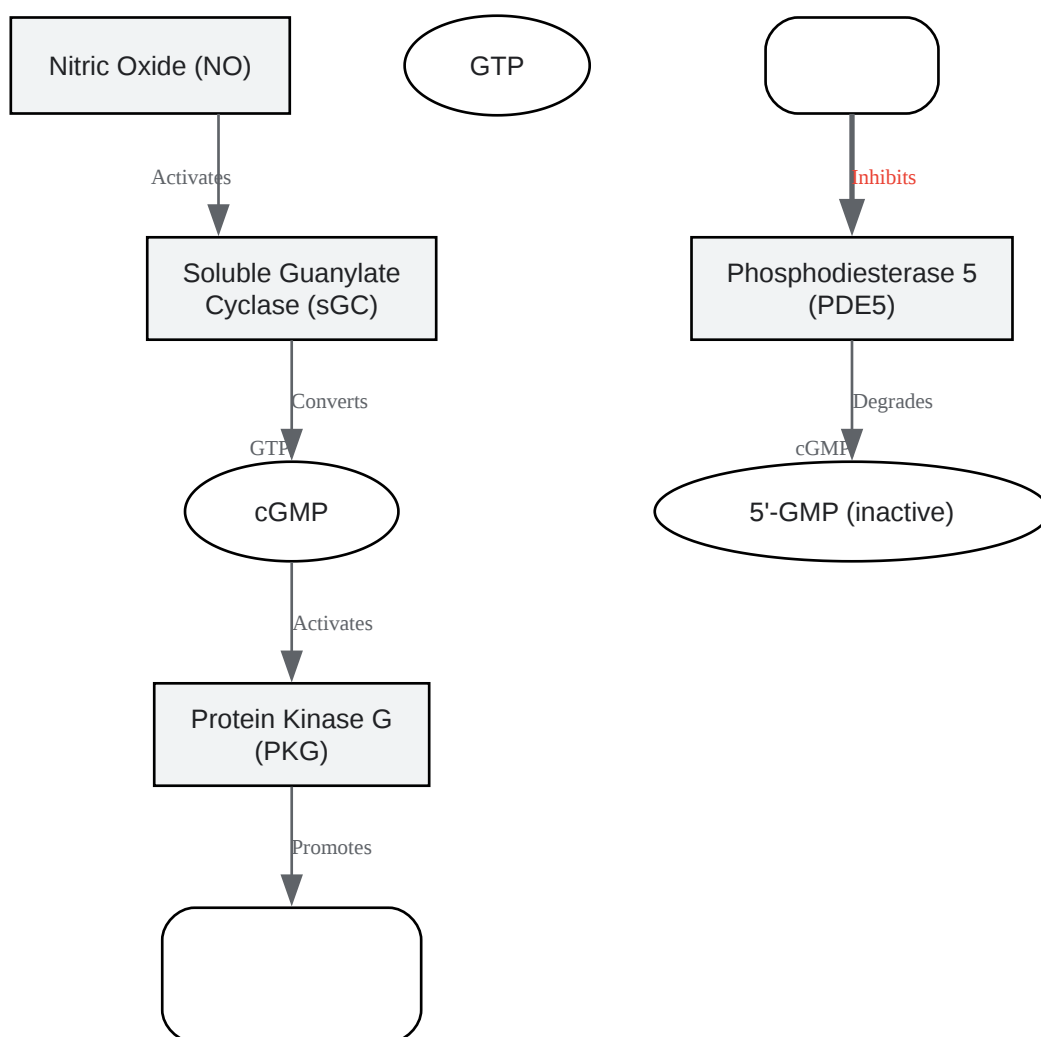 Nitric Oxide (NO)
GTP
Activates
Inhibits
Soluble Guanylate
Cyclase (sGC)
Phosphodiesterase 5
(PDE5)
Converts
GTP
Degrades
cGMP
cGMP
5'-GMP (inactive)
Activates
Protein Kinase G
(PKG)
Promotes